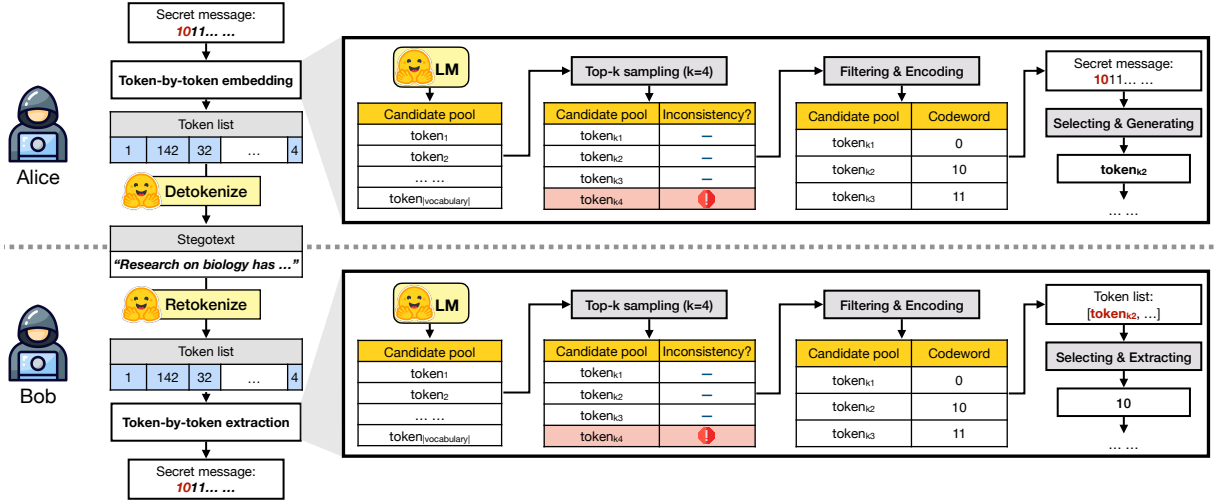 Secret message:
1011... ...
Token-by-token embedding
Token list
1 142 32 ... 4
Detokenize
Alice
Stegotext
"Research on biology has ..."
LM
Candidate pool
token1
token2
... ...
token|vocabulary|
Top-k sampling (k=4)
Candidate pool Inconsistency?
tokenk1 –
tokenk2 –
tokenk3 –
tokenk4 !
Filtering & Encoding
Candidate pool Codeword
tokenk1 0
tokenk2 10
tokenk3 11
Secret message:
1011... ...
Selecting & Generating
tokenk2
... ...
Retokenize
Token list
1 142 32 ... 4
Bob
Token-by-token extraction
Secret message:
1011... ...
LM
Candidate pool
token1
token2
... ...
token|vocabulary|
Top-k sampling (k=4)
Candidate pool Inconsistency?
tokenk1 –
tokenk2 –
tokenk3 –
tokenk4 !
Filtering & Encoding
Candidate pool Codeword
tokenk1 0
tokenk2 10
tokenk3 11
Token list:
[tokenk2, ...]
Selecting & Extracting
10
... ...